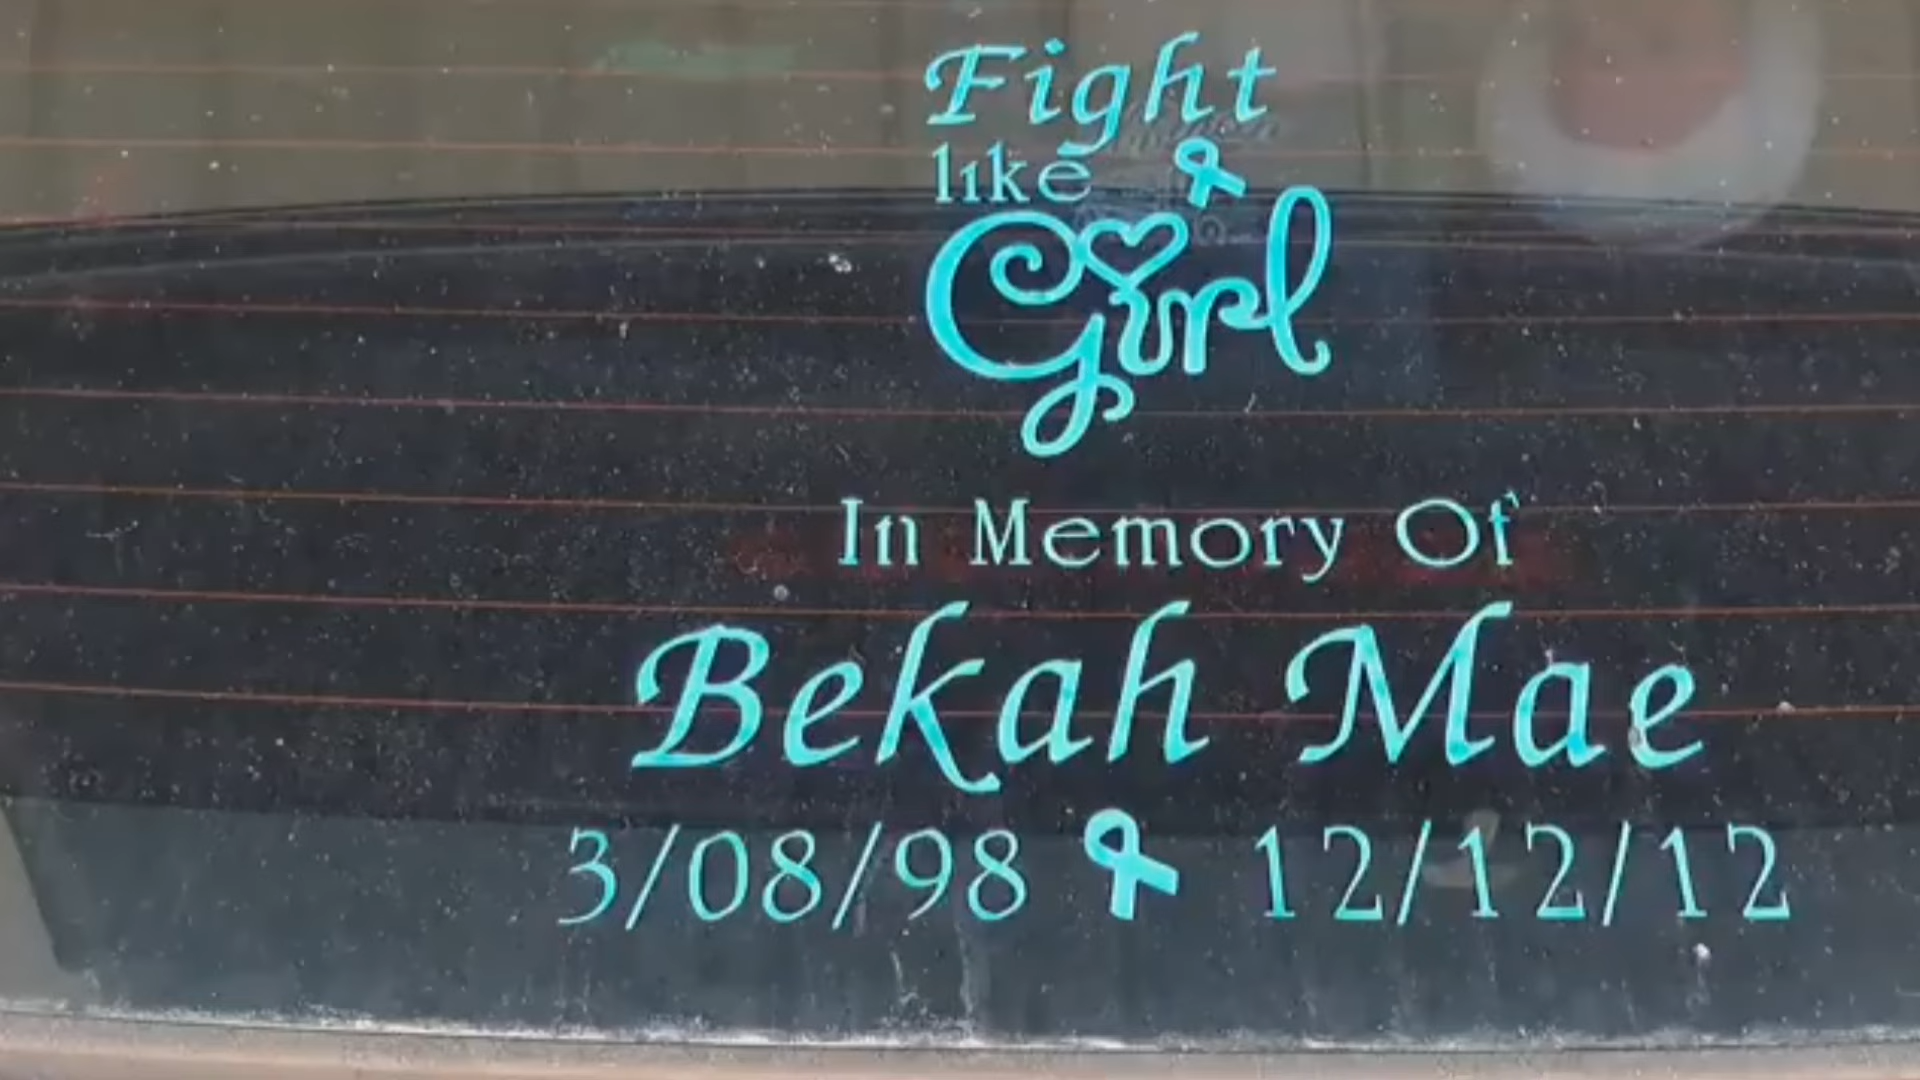 Fight
like a
Girl
In Memory Of
Bekah Mae
3/08/98 12/12/12